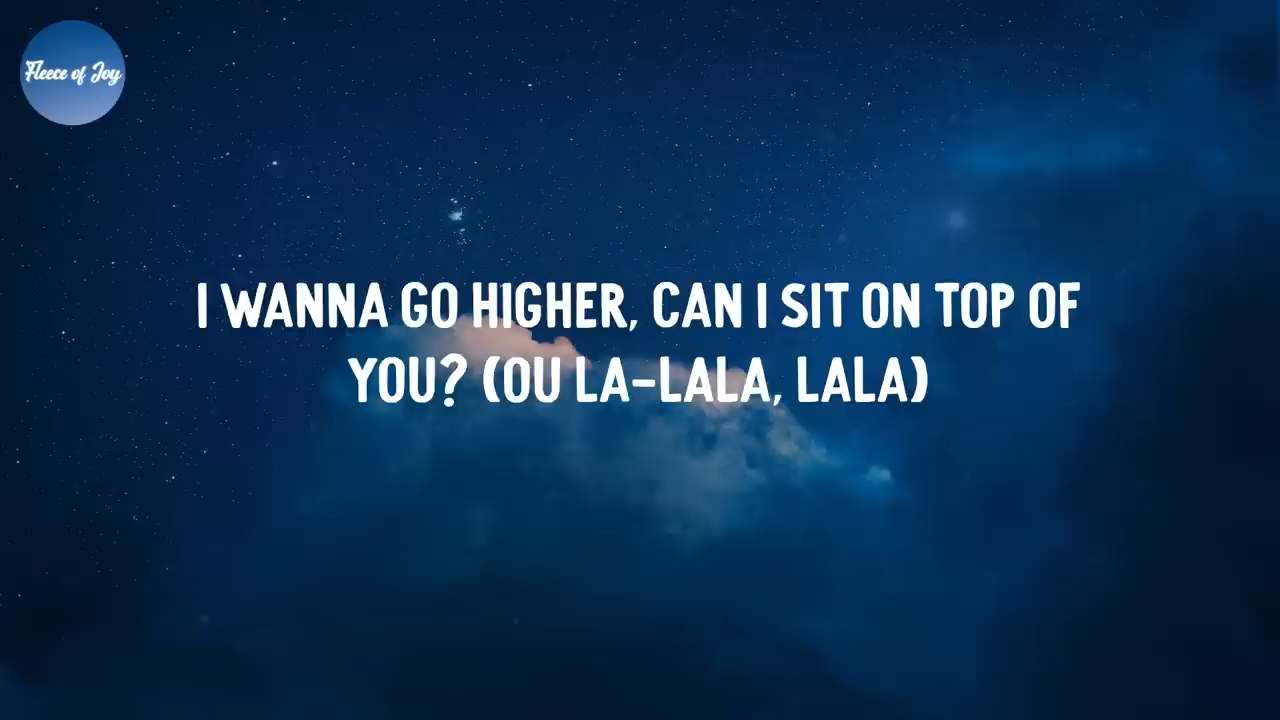 Fleece of Joy
I WANNA GO HIGHER, CAN I SIT ON TOP OF
YOU? (OU LA-LALA, LALA)